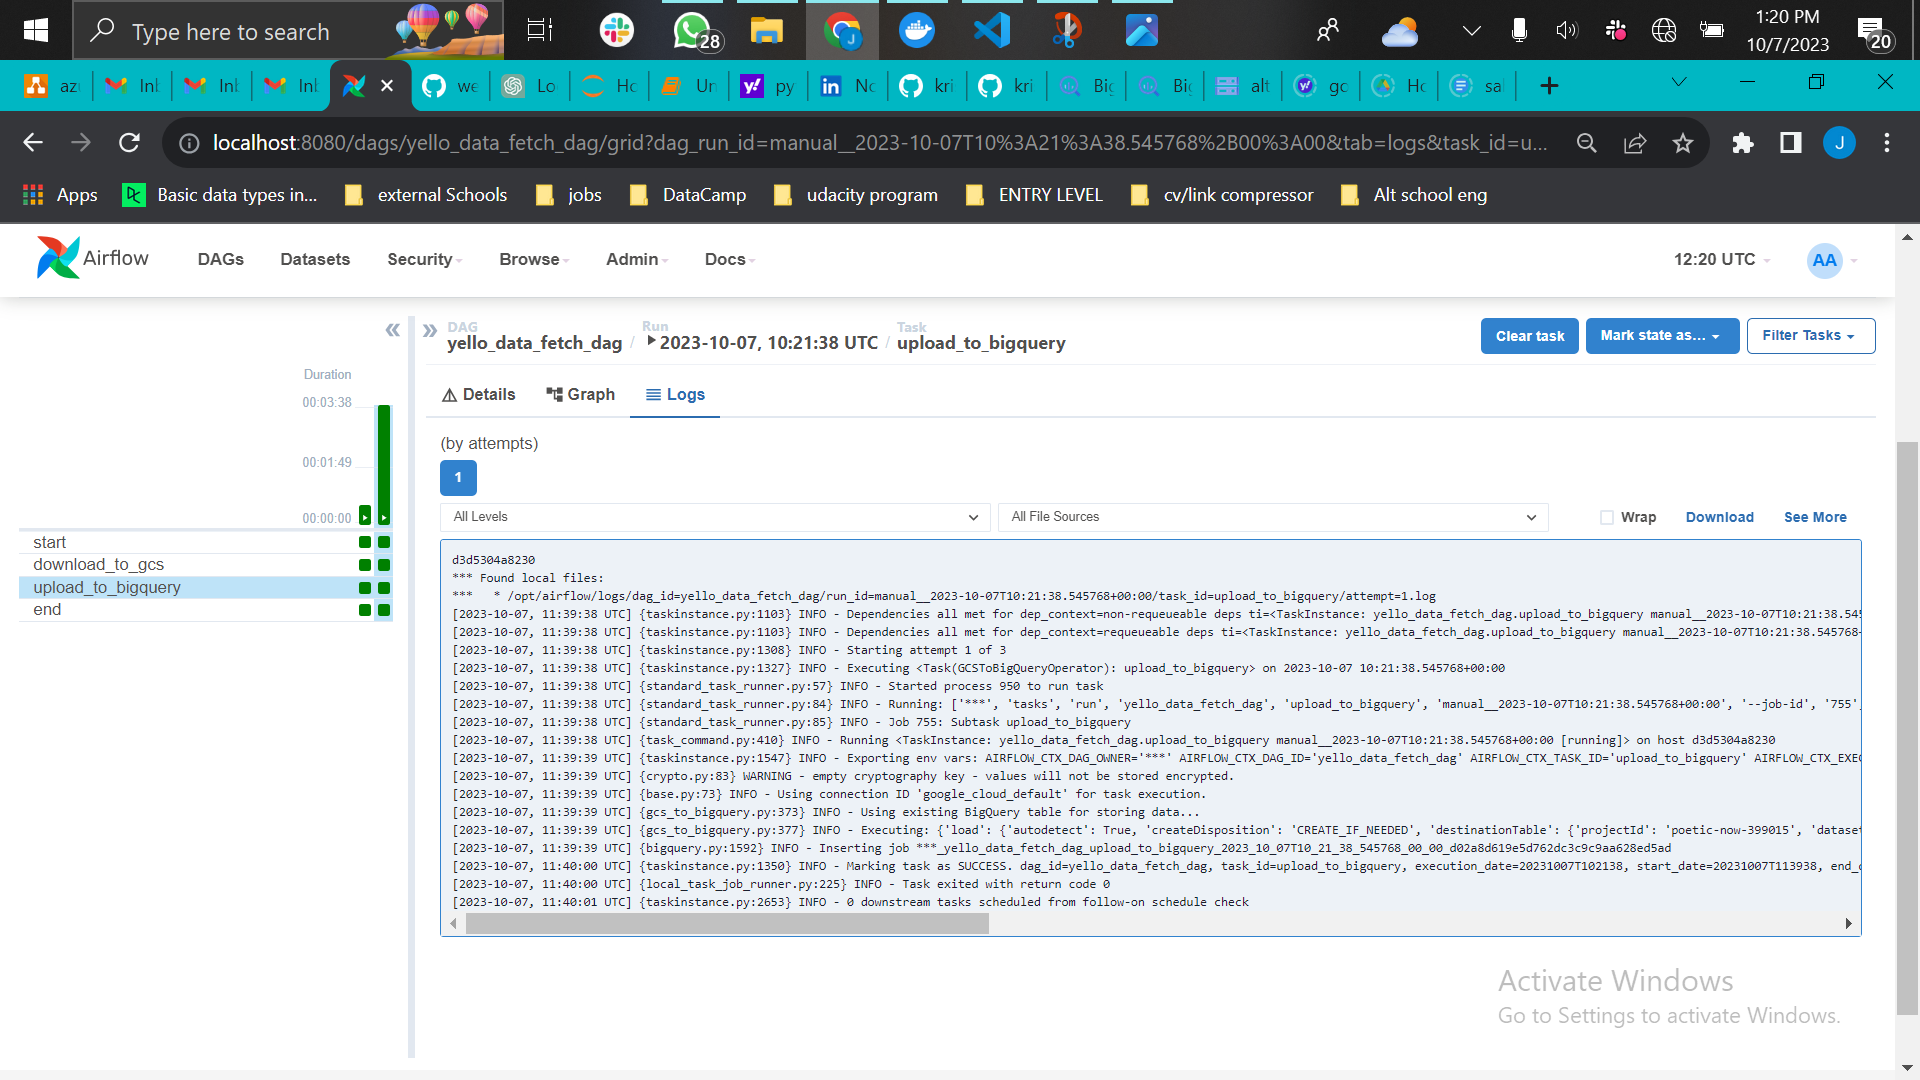 Type here to search
28
1:20 PM
10/7/2023
20
az
Inb
Inb
Inb
we
Lo
Ho
Un
py
No
kri
kri
Big
Big
alt
gc
Ho
sa
localhost:8080/dags/yello_data_fetch_dag/grid?dag_run_id=manual__2023-10-07T10%3A21%3A38.545768%2B00%3A00&tab=logs&task_id=u...
J
Apps
Basic data types in...
external Schools
jobs
DataCamp
udacity program
ENTRY LEVEL
cv/link compressor
Alt school eng
Airflow
DAGs
Datasets
Security
Browse
Admin
Docs
12:20 UTC
AA
DAG
yello_data_fetch_dag
/
Run
2023-10-07, 10:21:38 UTC
/
Task
upload_to_bigquery
Clear task
Mark state as...
Filter Tasks
Duration
00:03:38
00:01:49
00:00:00
start
download_to_gcs
upload_to_bigquery
end
Details
Graph
Logs
(by attempts)
1
All Levels
All File Sources
Wrap
Download
See More
d3d5304a8230
*** Found local files:
***   * /opt/airflow/logs/dag_id=yello_data_fetch_dag/run_id=manual__2023-10-07T10:21:38.545768+00:00/task_id=upload_to_bigquery/attempt=1.log
[2023-10-07, 11:39:38 UTC] {taskinstance.py:1103} INFO - Dependencies all met for dep_context=non-requeueable deps ti=<TaskInstance: yello_data_fetch_dag.upload_to_bigquery manual__2023-10-07T10:21:38.545
[2023-10-07, 11:39:38 UTC] {taskinstance.py:1103} INFO - Dependencies all met for dep_context=requeueable deps ti=<TaskInstance: yello_data_fetch_dag.upload_to_bigquery manual__2023-10-07T10:21:38.545768+
[2023-10-07, 11:39:38 UTC] {taskinstance.py:1308} INFO - Starting attempt 1 of 3
[2023-10-07, 11:39:38 UTC] {taskinstance.py:1327} INFO - Executing <Task(GCSToBigQueryOperator): upload_to_bigquery> on 2023-10-07 10:21:38.545768+00:00
[2023-10-07, 11:39:38 UTC] {standard_task_runner.py:57} INFO - Started process 950 to run task
[2023-10-07, 11:39:38 UTC] {standard_task_runner.py:84} INFO - Running: ['***', 'tasks', 'run', 'yello_data_fetch_dag', 'upload_to_bigquery', 'manual__2023-10-07T10:21:38.545768+00:00', '--job-id', '755',
[2023-10-07, 11:39:38 UTC] {standard_task_runner.py:85} INFO - Job 755: Subtask upload_to_bigquery
[2023-10-07, 11:39:38 UTC] {task_command.py:410} INFO - Running <TaskInstance: yello_data_fetch_dag.upload_to_bigquery manual__2023-10-07T10:21:38.545768+00:00 [running]> on host d3d5304a8230
[2023-10-07, 11:39:39 UTC] {taskinstance.py:1547} INFO - Exporting env vars: AIRFLOW_CTX_DAG_OWNER='***' AIRFLOW_CTX_DAG_ID='yello_data_fetch_dag' AIRFLOW_CTX_TASK_ID='upload_to_bigquery' AIRFLOW_CTX_EXEC
[2023-10-07, 11:39:39 UTC] {crypto.py:83} WARNING - empty cryptography key - values will not be stored encrypted.
[2023-10-07, 11:39:39 UTC] {base.py:73} INFO - Using connection ID 'google_cloud_default' for task execution.
[2023-10-07, 11:39:39 UTC] {gcs_to_bigquery.py:373} INFO - Using existing BigQuery table for storing data...
[2023-10-07, 11:39:39 UTC] {gcs_to_bigquery.py:377} INFO - Executing: {'load': {'autodetect': True, 'createDisposition': 'CREATE_IF_NEEDED', 'destinationTable': {'projectId': 'poetic-now-399015', 'dataset
[2023-10-07, 11:39:39 UTC] {bigquery.py:1592} INFO - Inserting job ***_yello_data_fetch_dag_upload_to_bigquery_2023_10_07T10_21_38_545768_00_00_d02a8d619e5d762dc3c9c9aa628ed5ad
[2023-10-07, 11:40:00 UTC] {taskinstance.py:1350} INFO - Marking task as SUCCESS. dag_id=yello_data_fetch_dag, task_id=upload_to_bigquery, execution_date=20231007T102138, start_date=20231007T113938, end_d
[2023-10-07, 11:40:00 UTC] {local_task_job_runner.py:225} INFO - Task exited with return code 0
[2023-10-07, 11:40:01 UTC] {taskinstance.py:2653} INFO - 0 downstream tasks scheduled from follow-on schedule check
Activate Windows
Go to Settings to activate Windows.